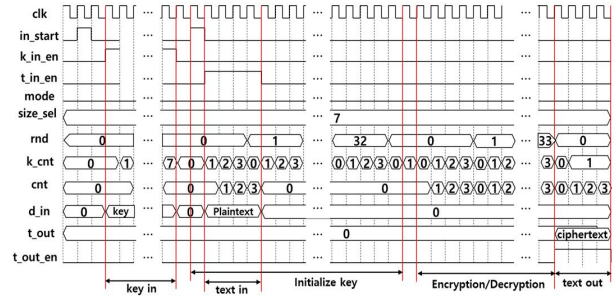 clk ... ...
in_start ... ...
k_in_en ... ...
t_in_en ... ...
mode
size_sel 7
rnd 0 ... 0 1 ... 32 0 1 ... 33 0
k_cnt 0 1 ... 7 0 1 2 3 0 1 2 3 ... 0 1 2 3 0 1 0 1 2 3 0 1 2 ... 3 0 1
cnt 0 ... 0 1 2 3 0 ... 0 1 2 3 0 1 2 ... 3 0 1 2 3
d_in 0 key ... 0 Plaintext 0
t_out 0 ciphertext
t_out_en ... ... ...
key in text in Initialize key Encryption/Decryption text out